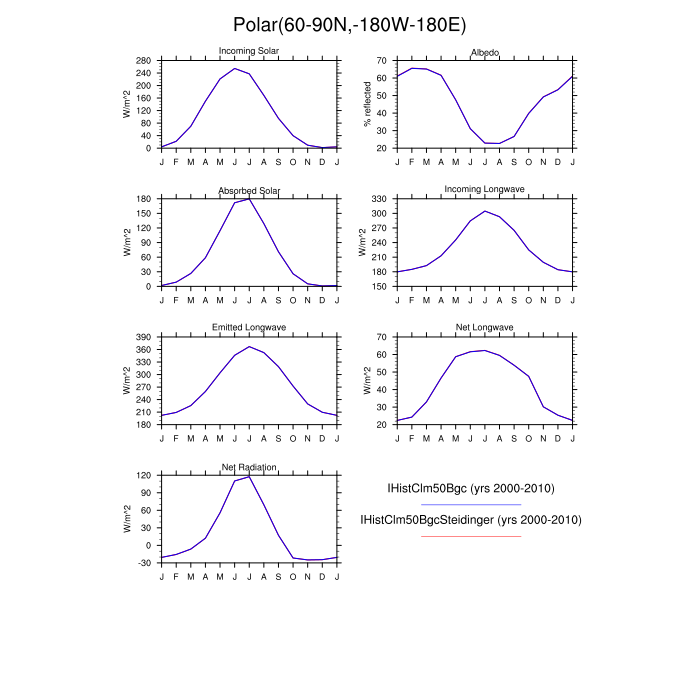 Polar(60-90N,-180W-180E)
Incoming Solar
W/m^2
280
240
200
160
120
80
40
0
J F M A M J J A S O N D J
Albedo
% reflected
70
60
50
40
30
20
J F M A M J J A S O N D J
Absorbed Solar
W/m^2
180
150
120
90
60
30
0
J F M A M J J A S O N D J
Incoming Longwave
W/m^2
330
300
270
240
210
180
150
J F M A M J J A S O N D J
Emitted Longwave
W/m^2
390
360
330
300
270
240
210
180
J F M A M J J A S O N D J
Net Longwave
W/m^2
70
60
50
40
30
20
J F M A M J J A S O N D J
Net Radiation
W/m^2
120
90
60
30
0
-30
J F M A M J J A S O N D J
IHistClm50Bgc (yrs 2000-2010)
IHistClm50BgcSteidinger (yrs 2000-2010)